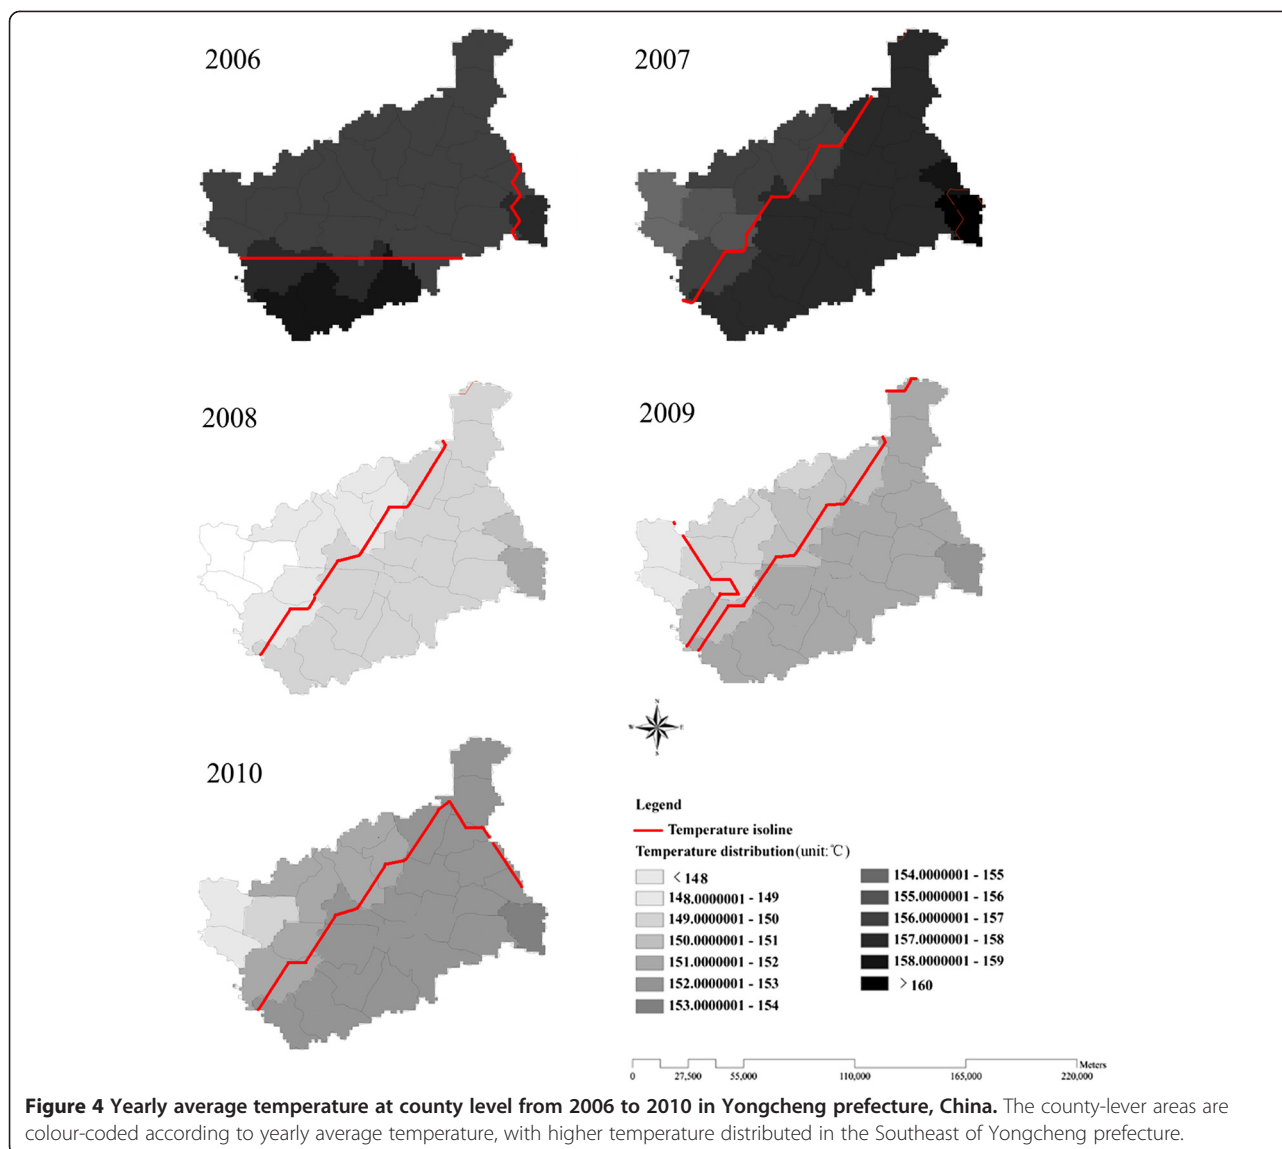 2006
2007
2008
2009
2010
N
W E
S
Legend
Temperature isoline
Temperature distribution(unit:℃)
<148
148.0000001 - 149
149.0000001 - 150
150.0000001 - 151
151.0000001 - 152
152.0000001 - 153
153.0000001 - 154
154.0000001 - 155
155.0000001 - 156
156.0000001 - 157
157.0000001 - 158
158.0000001 - 159
>160
Meters
0 27,500 55,000 110,000 165,000 220,000
Figure 4 Yearly average temperature at county level from 2006 to 2010 in Yongcheng prefecture, China. The county-lever areas are
colour-coded according to yearly average temperature, with higher temperature distributed in the Southeast of Yongcheng prefecture.